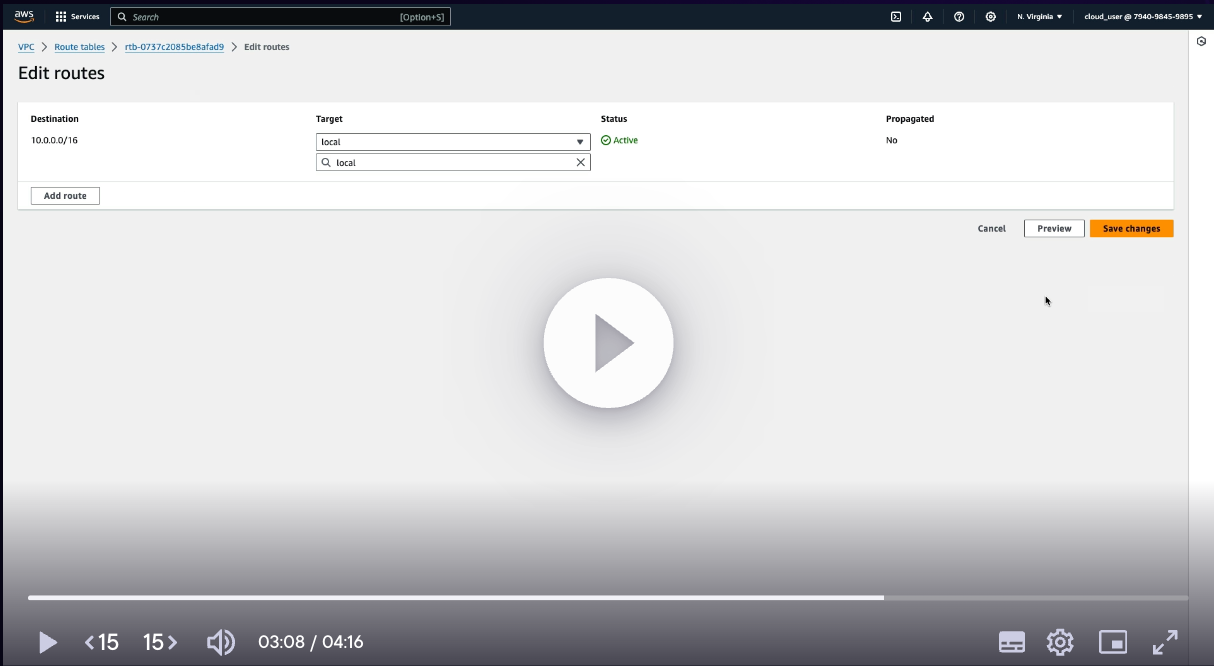 aws Services Search [Option+S] N. Virginia cloud_user @ 7940-9845-9895
VPC > Route tables > rtb-0737c2085be8afad9 > Edit routes
Edit routes
Destination Target Status Propagated
10.0.0.0/16 local Active No
local
Add route
Cancel Preview Save changes
<15 15> 03:08 / 04:16